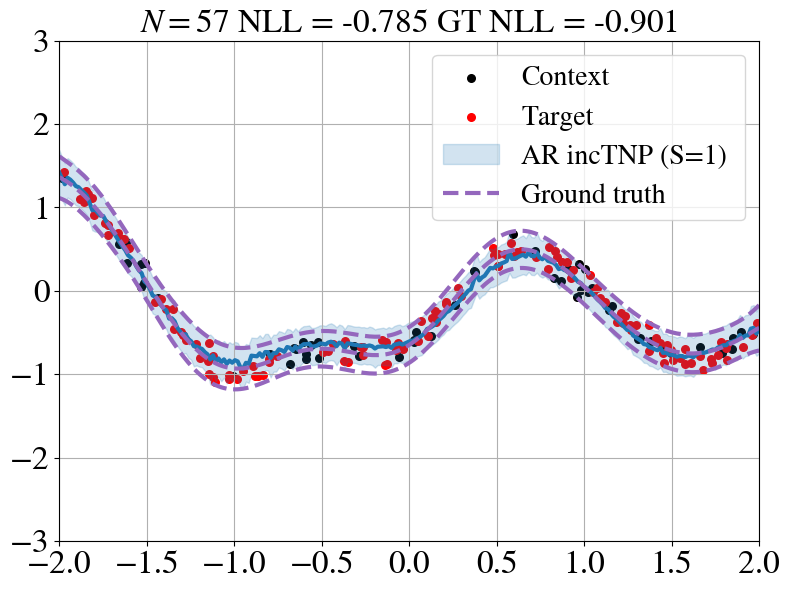 N = 57 NLL = -0.785 GT NLL = -0.901
3
2
1
0
−1
−2
−3
Context
Target
AR incTNP (S=1)
Ground truth
−2.0 −1.5 −1.0 −0.5 0.0 0.5 1.0 1.5 2.0